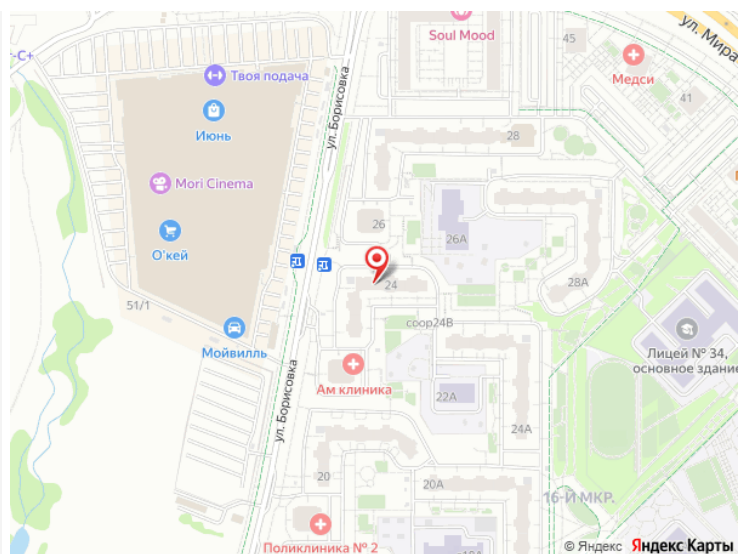 Soul Mood
45
ул. Мира
Медси
41
г-С+
Твоя подача
ул. Борисовка
Июнь
28
Mori Cinema
26
26А
О'кей
28А
24
51/1
соор24В
Мойвилль
Лицей № 34,
основное здание
Ам клиника
22А
ул. Борисовка
24А
20
20А
16-Й МКР.
Поликлиника № 2
© Яндекс Яндекс Карты